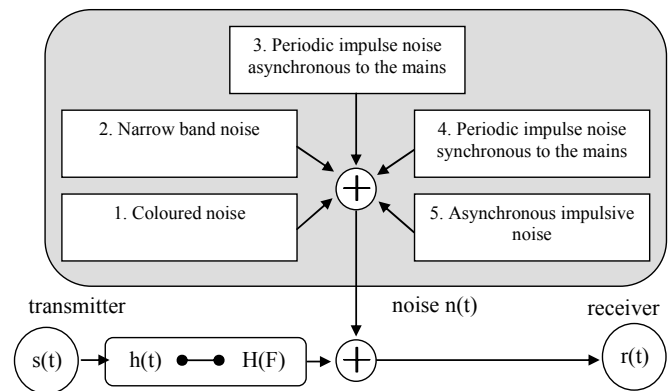 3. Periodic impulse noise
asynchronous to the mains
2. Narrow band noise
4. Periodic impulse noise
synchronous to the mains
1. Coloured noise
5. Asynchronous impulsive
noise
transmitter
noise n(t)
receiver
s(t)
h(t)
H(F)
r(t)